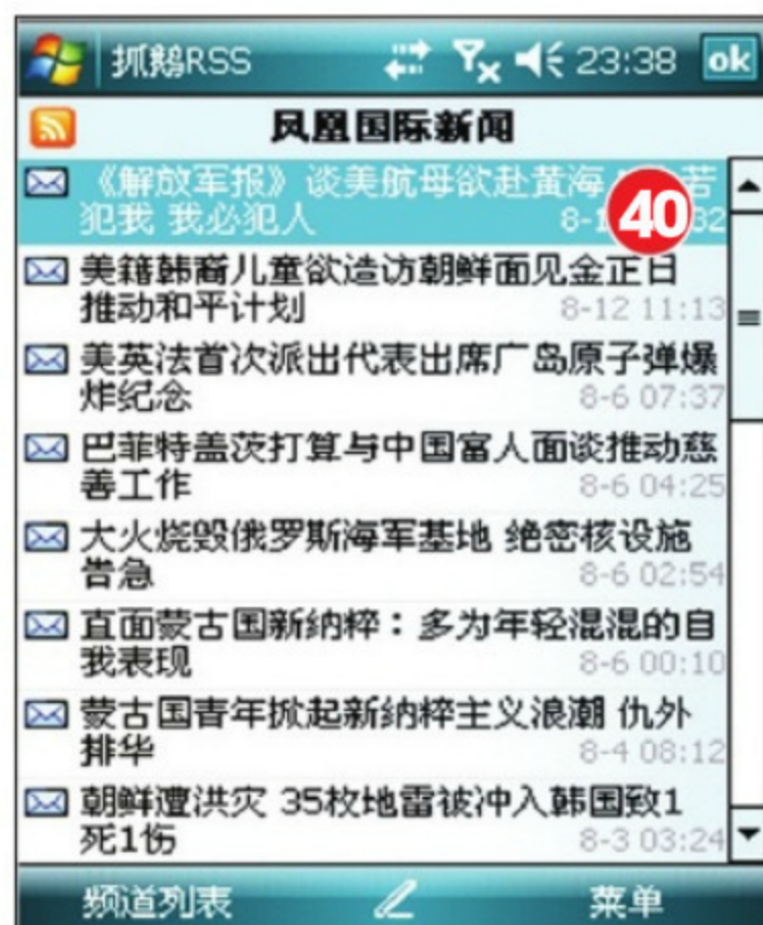 抓鹅RSS 23:38 ok
凤凰国际新闻
《解放军报》谈美航母欲赴黄海 若
犯我 我必犯人 8-1 32
40
美籍韩裔儿童欲造访朝鲜面见金正日
推动和平计划 8-12 11:13
美英法首次派出代表出席广岛原子弹爆
炸纪念 8-6 07:37
巴菲特盖茨打算与中国富人面谈推动慈
善工作 8-6 04:25
大火烧毁俄罗斯海军基地 绝密核设施
告急 8-6 02:54
直面蒙古国新纳粹：多为年轻混混的自
我表现 8-6 00:10
蒙古国青年掀起新纳粹主义浪潮 仇外
排华 8-4 08:12
朝鲜遭洪灾 35枚地雷被冲入韩国致1
死1伤 8-3 03:24
频道列表 菜单